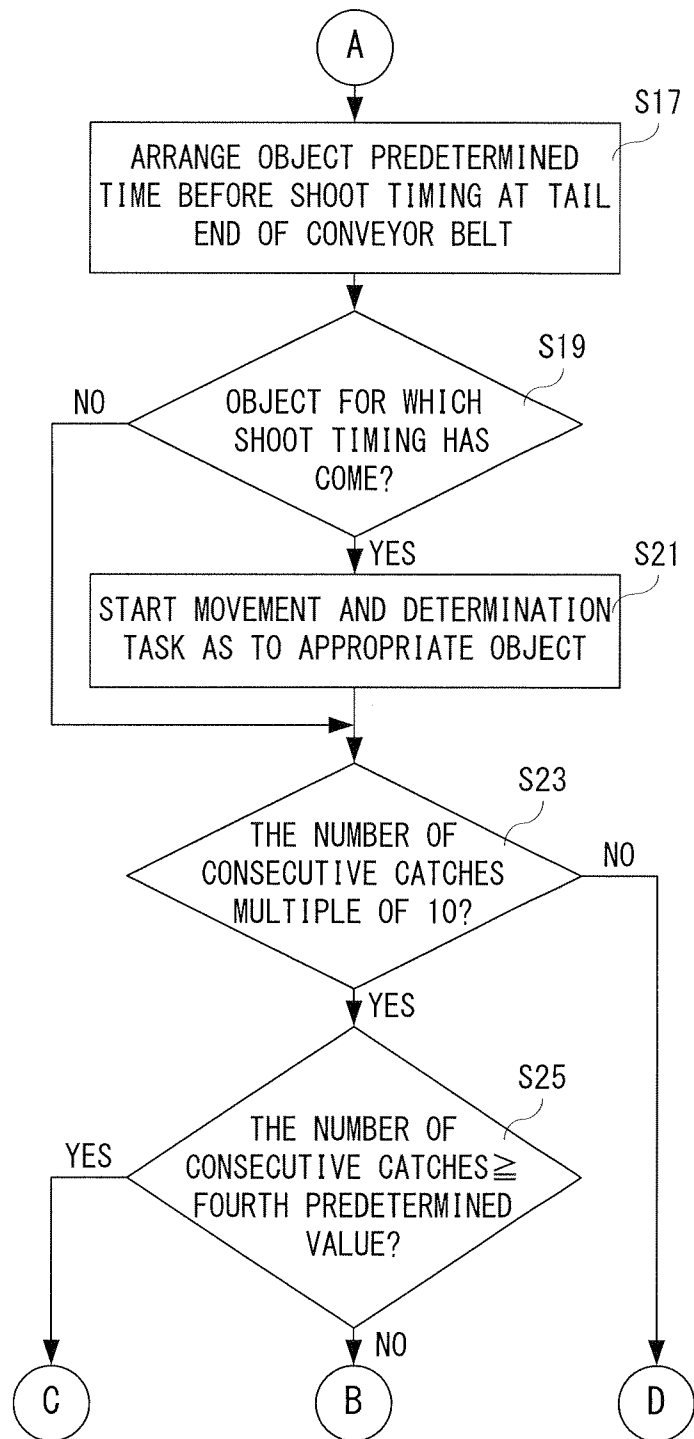 A
S17
ARRANGE OBJECT PREDETERMINED
TIME BEFORE SHOOT TIMING AT TAIL
END OF CONVEYOR BELT
S19
NO
OBJECT FOR WHICH
SHOOT TIMING HAS
COME?
YES
S21
START MOVEMENT AND DETERMINATION
TASK AS TO APPROPRIATE OBJECT
S23
THE NUMBER OF
CONSECUTIVE CATCHES
MULTIPLE OF 10?
NO
YES
S25
YES
THE NUMBER OF
CONSECUTIVE CATCHES≧
FOURTH PREDETERMINED
VALUE?
NO
C
B
D